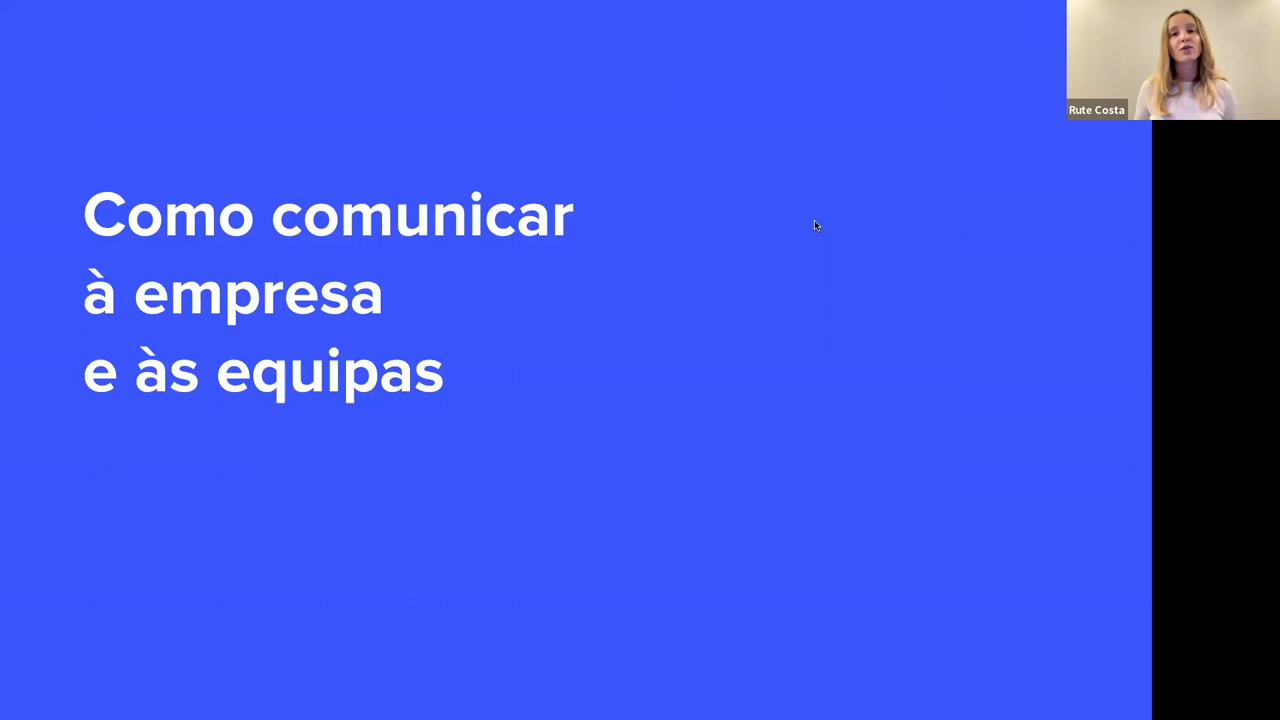 Rute Costa
Como comunicar
à empresa
e às equipas